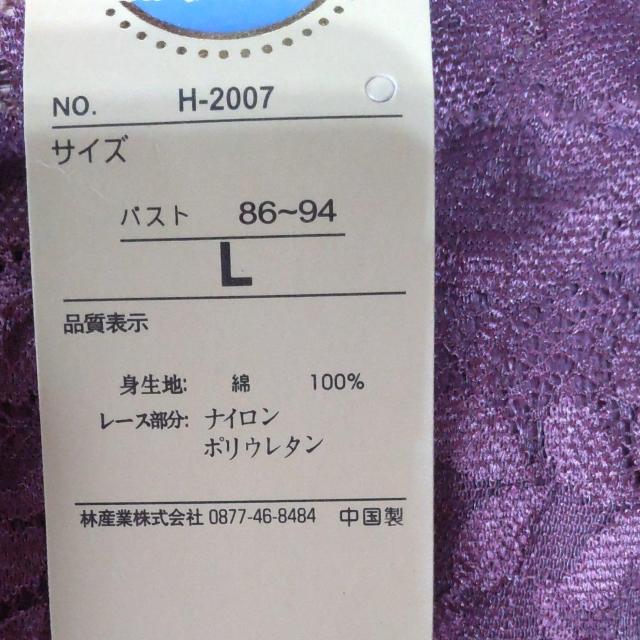 NO. H-2007
サイズ
バスト 86~94
L
品質表示
身生地: 綿 100%
レース部分: ナイロン
ポリウレタン
林産業株式会社 0877-46-8484 中国製